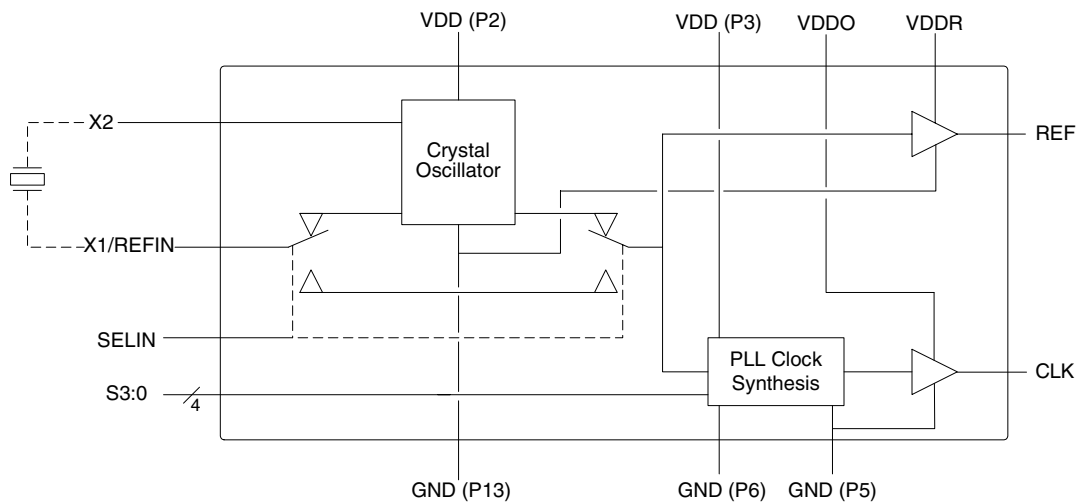 VDD (P2)
VDD (P3)
VDDO
VDDR
X2
Crystal
Oscillator
REF
X1/REFIN
SELIN
PLL Clock
Synthesis
CLK
S3:0
4
GND (P13)
GND (P6)
GND (P5)